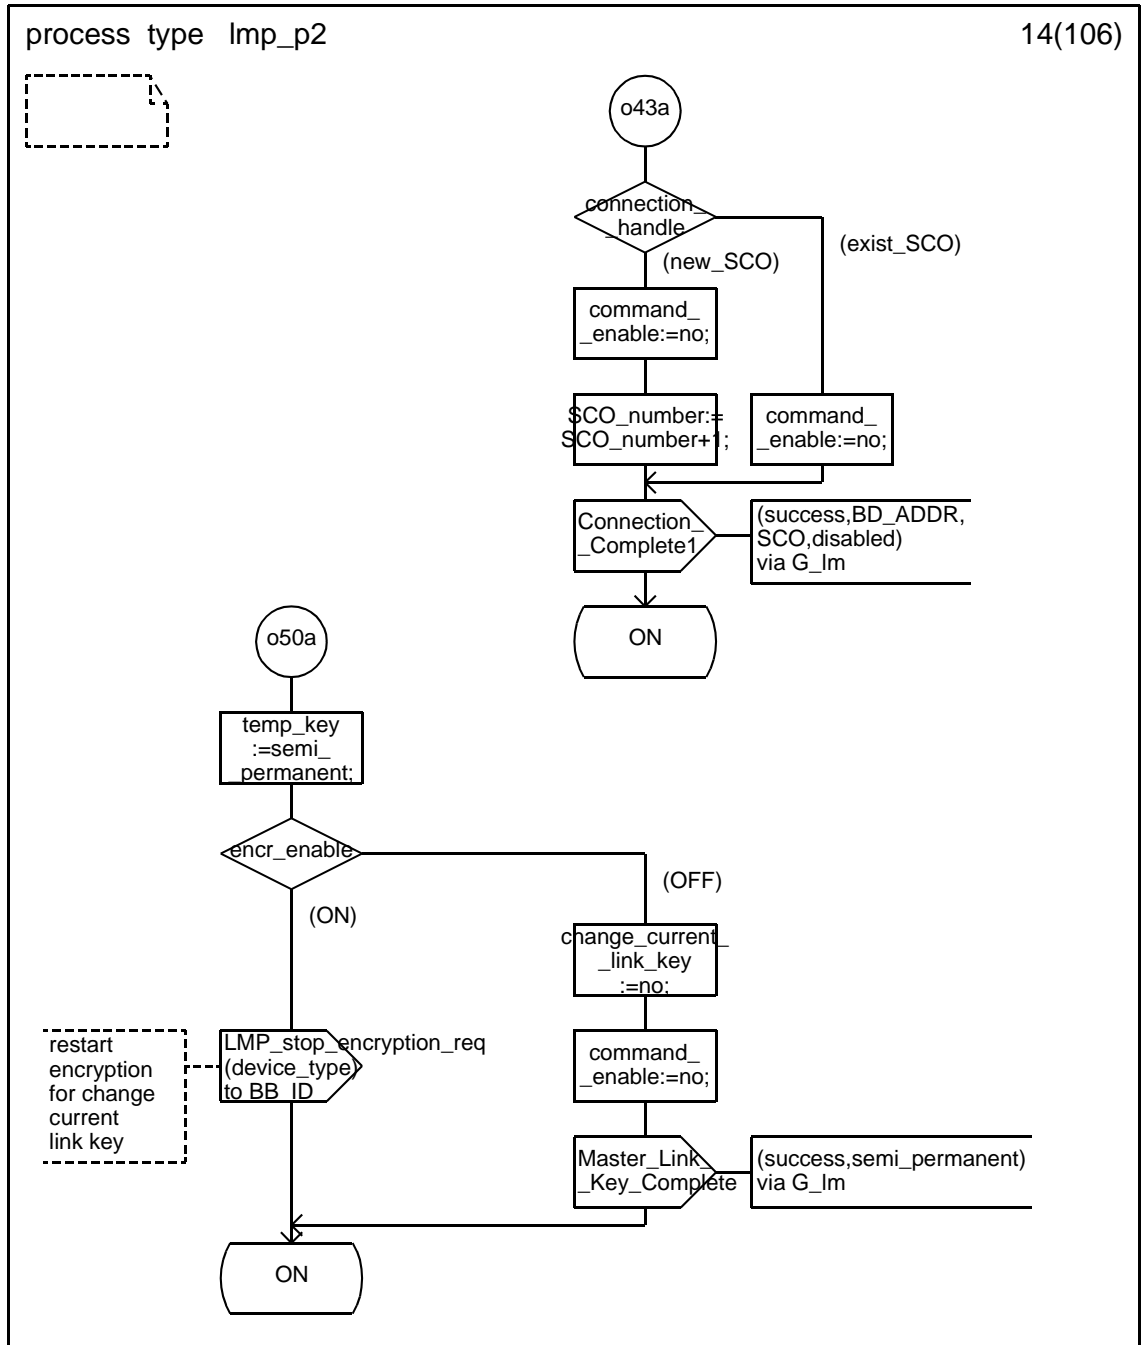 process type lmp_p2
14(106)
o43a
connection_
_handle
(new_SCO)
(exist_SCO)
command_
_enable:=no;
SCO_number:=
SCO_number+1;
command_
_enable:=no;
Connection_
_Complete1
(success,BD_ADDR,
SCO,disabled)
via G_lm
ON
o50a
temp_key
:=semi_
_permanent;
encr_enable
(ON)
(OFF)
change_current_
_link_key
:=no;
restart
encryption
for change
current
link key
LMP_stop_encryption_req
(device_type)
to BB_ID
command_
_enable:=no;
Master_Link_
_Key_Complete
(success,semi_permanent)
via G_lm
ON